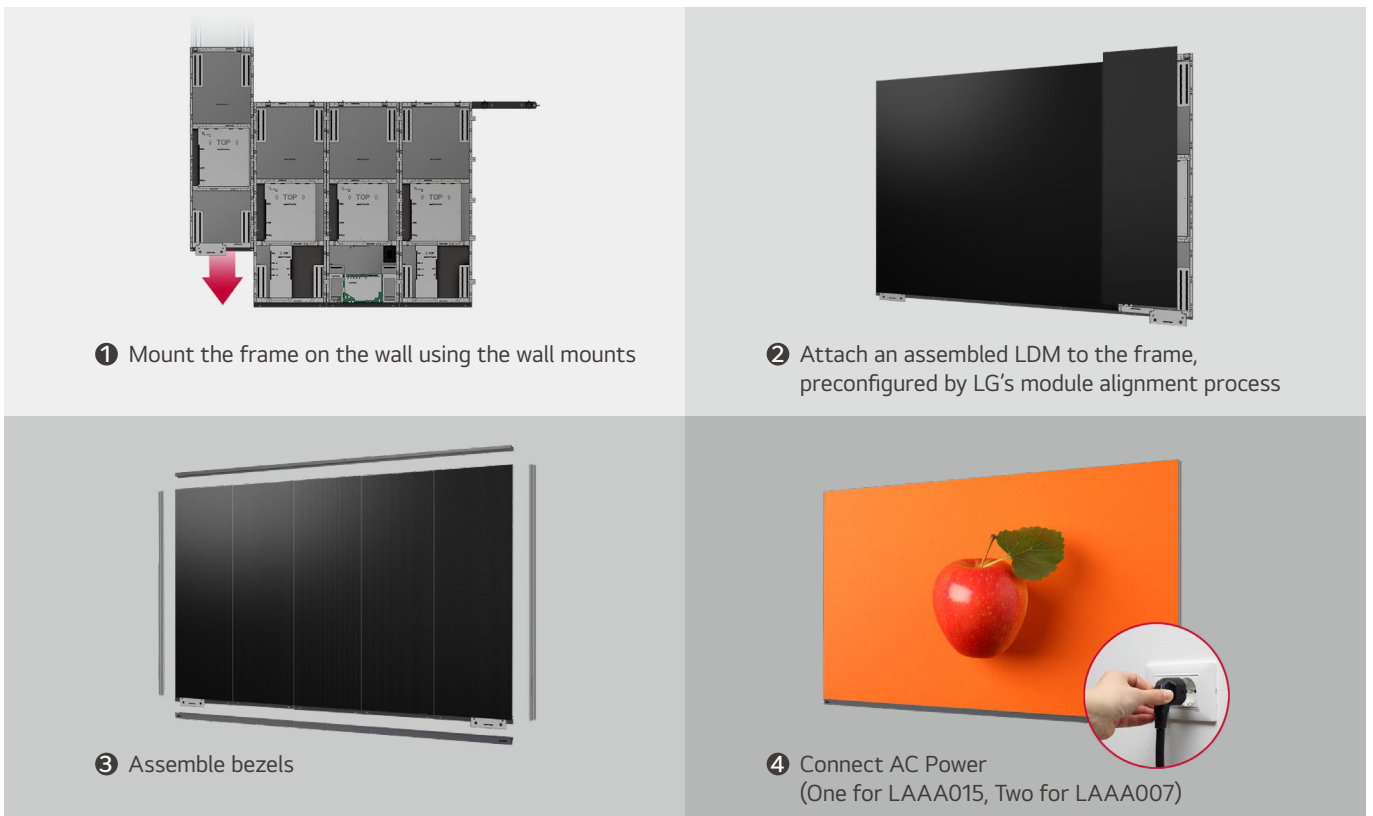 TOP
TOP
TOP
TOP
❶ Mount the frame on the wall using the wall mounts
❷ Attach an assembled LDM to the frame,
preconfigured by LG’s module alignment process
❸ Assemble bezels
❹ Connect AC Power
(One for LAAA015, Two for LAAA007)